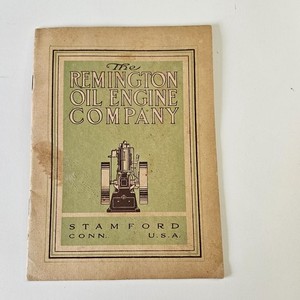 The
REMINGTON
OIL ENGINE
COMPANY
STAMFORD
CONN. U.S.A.